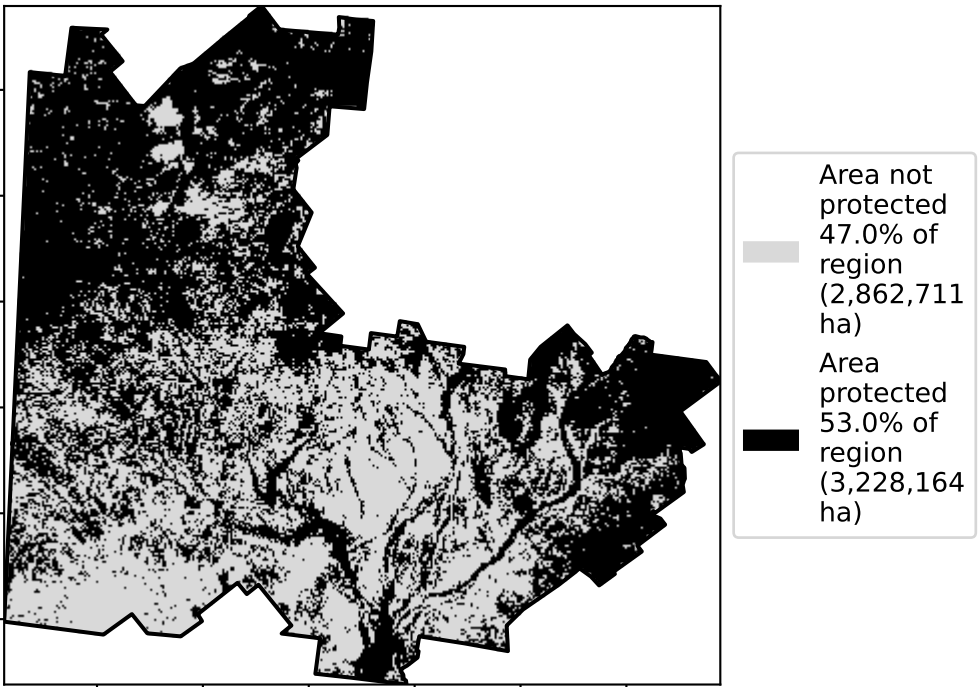 Area not
protected
47.0% of
region
(2,862,711
ha)
Area
protected
53.0% of
region
(3,228,164
ha)